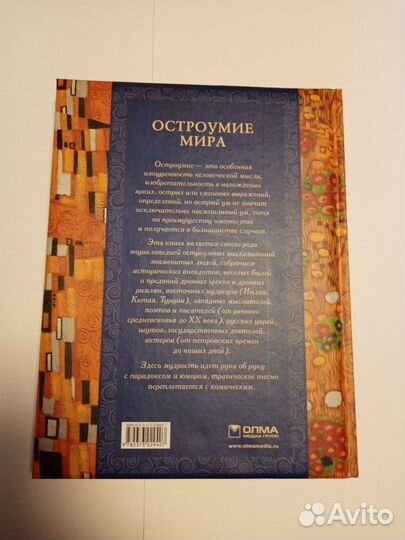 ОСТРОУМИЕ
МИРА
Остроумие — это особенная
изощренность человеческой мысли,
изобретательность в нахождении
ярких, острых или смешных выражений,
определений, но острый ум не значит
исключительно насмешливый ум, хотя
по преимуществу именно так
и получается в большинстве случаев.
Эта книга является своего рода
энциклопедией остроумных высказываний
знаменитых людей, собранием
исторических анекдотов, веселых былей
и преданий древних греков и древних
римлян, восточных мудрецов (Индии,
Китая, Турции), западных мыслителей,
поэтов и писателей (от раннего
средневековья до XX века), русских царей,
шутов, государственных деятелей,
актеров (от петровских времен
до наших дней).
Здесь мудрость идет рука об руку
с парадоксом и юмором, трагическое тесно
переплетается с комическим.
9 785373 029407
ОЛМА
МЕДИА ГРУПП
www.olmamedia.ru
Avito